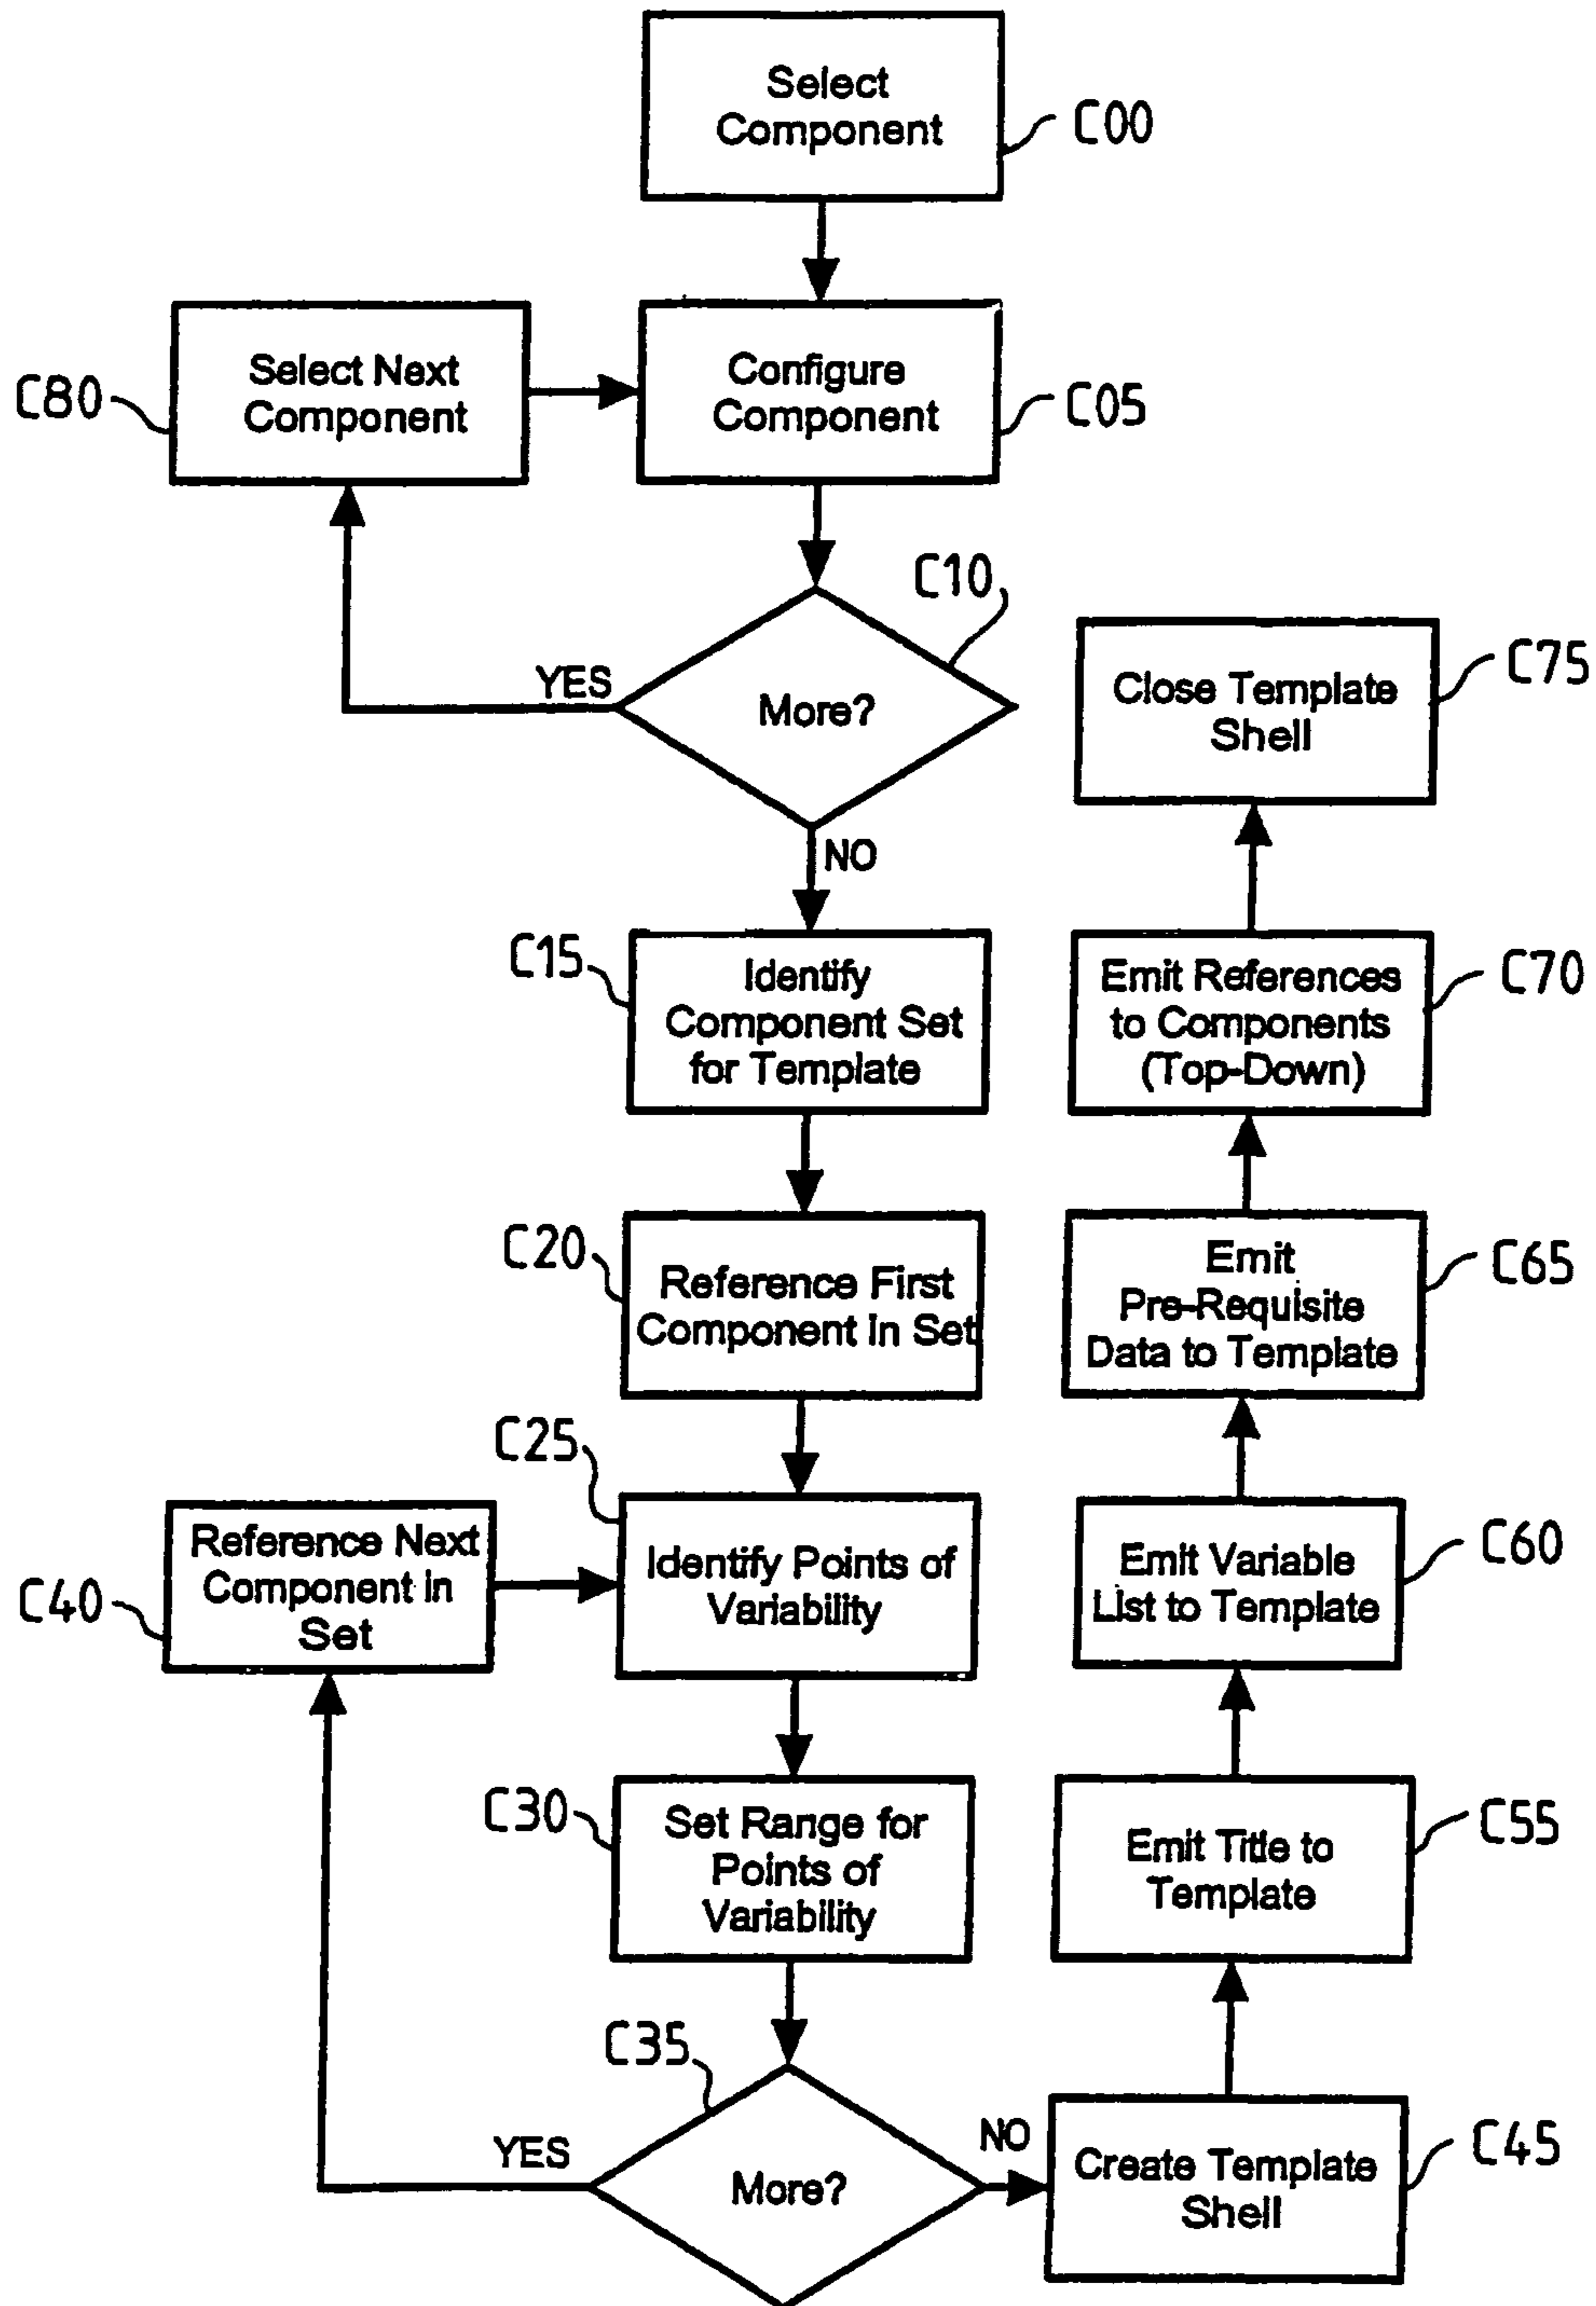 Select
Component
C00
Select Next
Component
C80
Configure
Component
C05
C10
YES
More?
NO
Close Template
Shell
C75
C15
Identify
Component Set
for Template
Emit References
to Components
(Top-Down)
C70
C20
Reference First
Component in Set
Emit
Pre-Requisite
Data to Template
C65
C25
Reference Next
Component in
Set
C40
Identify Points of
Variability
Emit Variable
List to Template
C60
C30
Set Range for
Points of
Variability
Emit Title to
Template
C55
C35
YES
More?
NO
Create Template
Shell
C45